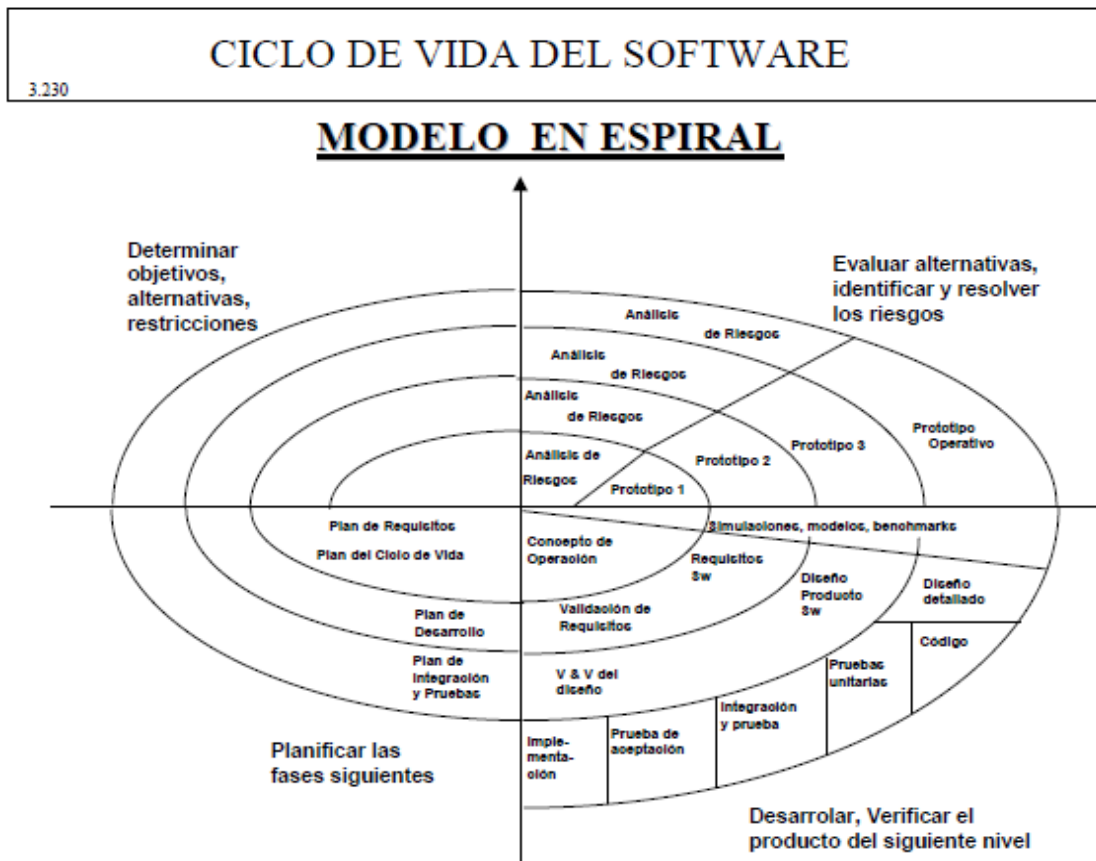 CICLO DE VIDA DEL SOFTWARE
3.230
MODELO EN ESPIRAL
Determinar
objetivos,
alternativas,
restricciones
Evaluar alternativas,
identificar y resolver
los riesgos
Análisis
de Riesgos
Análisis
de Riesgos
Análisis
de Riesgos
Análisis de
Riesgos
Prototipo 1
Prototipo 2
Prototipo 3
Prototipo
Operativo
Simulaciones, modelos, benchmarks
Plan de Requisitos
Plan del Ciclo de Vida
Concepto de
Operación
Requisitos
Sw
Diseño
Producto
Sw
Diseño
detallado
Plan de
Desarrollo
Validación de
Requisitos
Código
Plan de
Integración
y Pruebas
V & V del
diseño
Pruebas
unitarias
Integración
y prueba
Prueba de
aceptación
Imple-
menta-
ción
Planificar las
fases siguientes
Desarrolar, Verificar el
producto del siguiente nivel